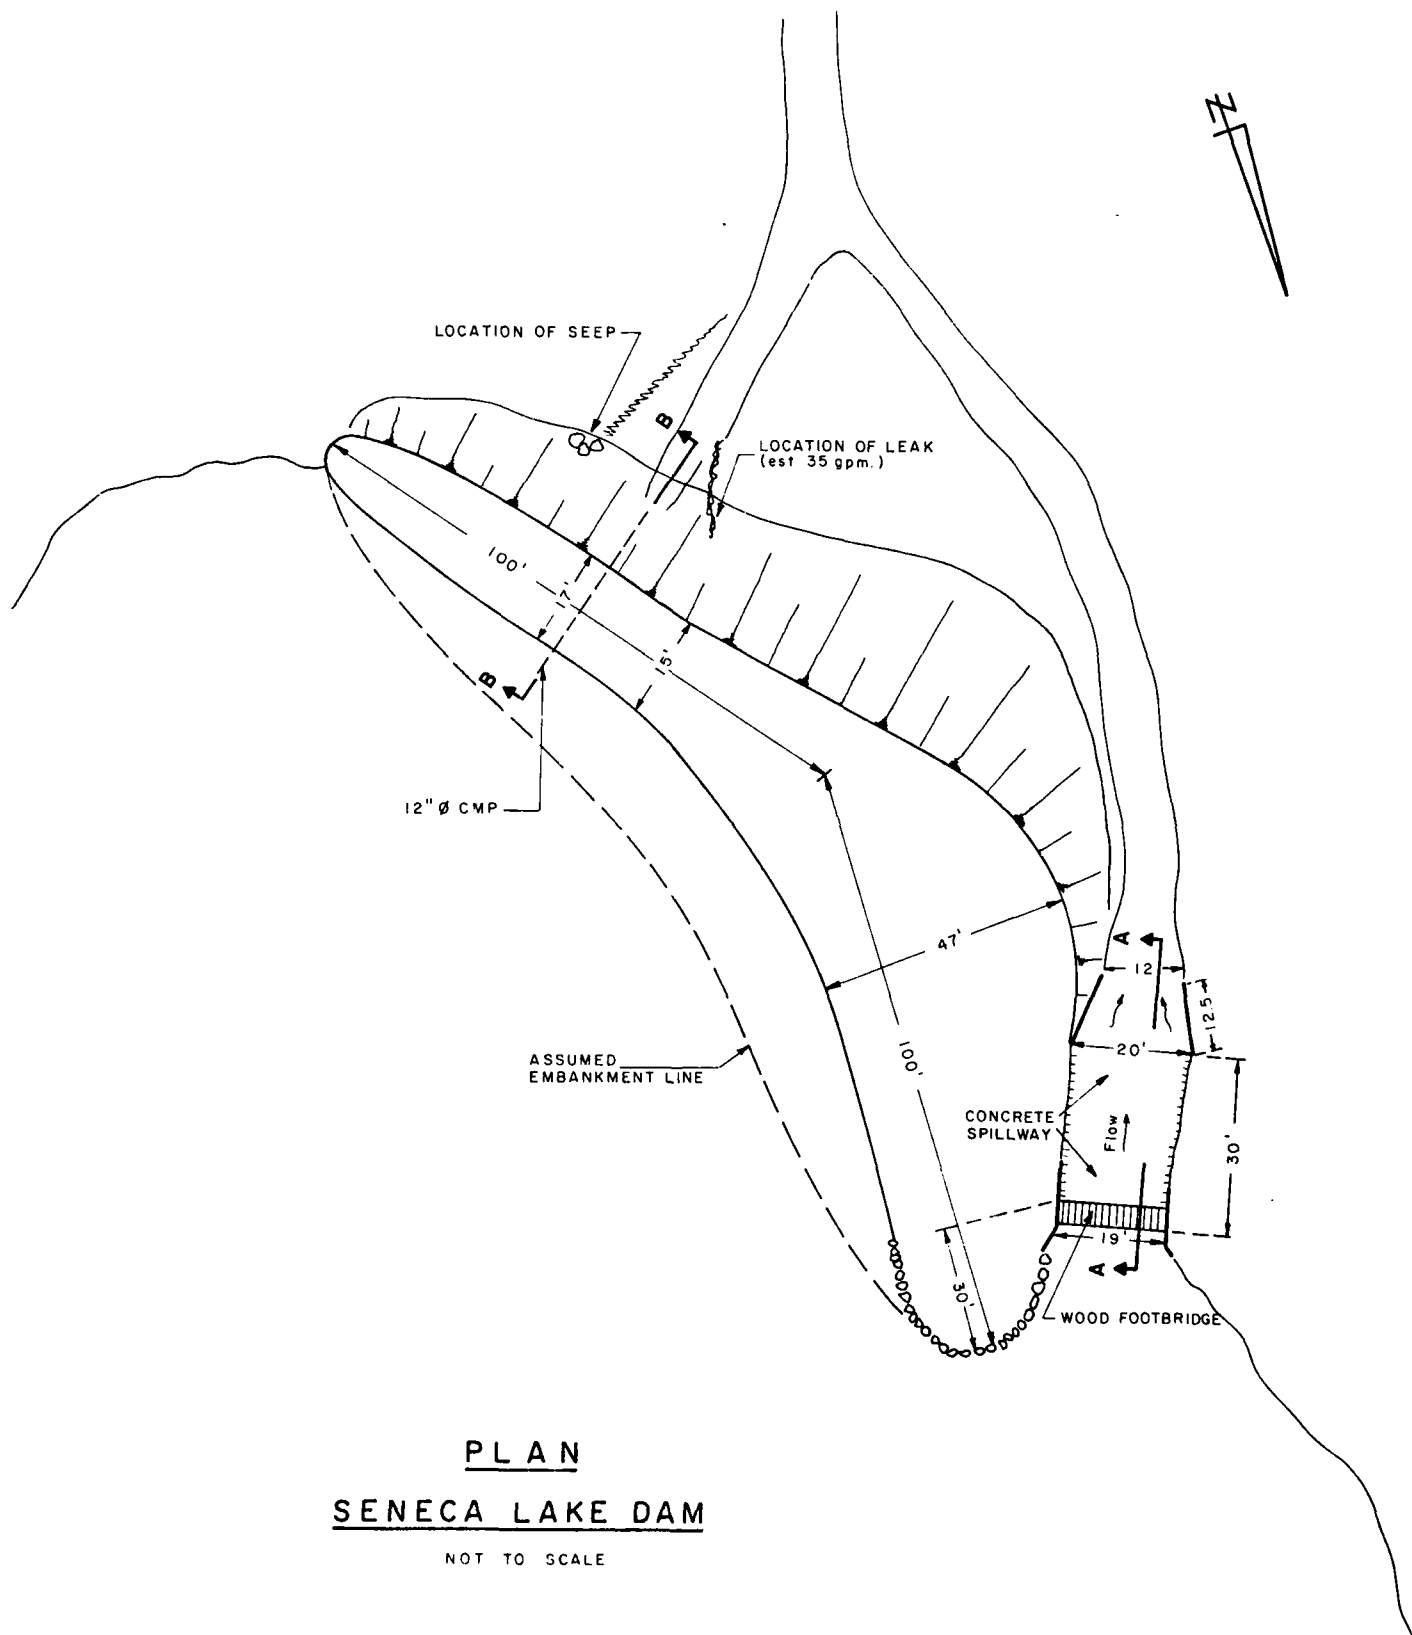 N
LOCATION OF SEEP
B
LOCATION OF LEAK
(est 35 gpm.)
100'
17'
15'
B
12" Ø CMP
47'
A
12
12.5
20'
ASSUMED
EMBANKMENT LINE
100'
CONCRETE
SPILLWAY
Flow
30'
19'
A
30'
WOOD FOOTBRIDGE
PLAN
SENECA LAKE DAM
NOT TO SCALE